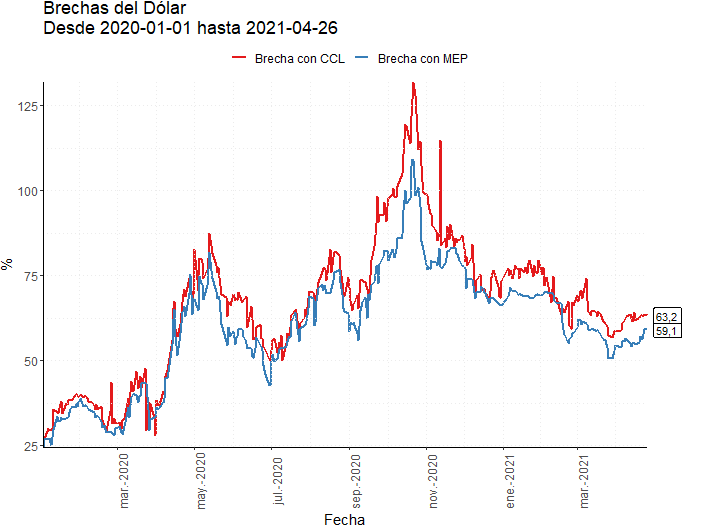 Brechas del Dólar
Desde 2020-01-01 hasta 2021-04-26
Brecha con CCL
Brecha con MEP
%
125
100
75
50
25
63,2
59,1
mar.-2020
may.-2020
jul.-2020
sep.-2020
nov.-2020
ene.-2021
mar.-2021
Fecha